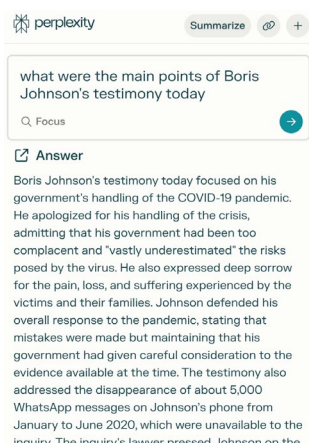 perplexity
Summarize
what were the main points of Boris
Johnson's testimony today
Focus
Answer
Boris Johnson's testimony today focused on his
government's handling of the COVID-19 pandemic.
He apologized for his handling of the crisis,
admitting that his government had been too
complacent and "vastly underestimated" the risks
posed by the virus. He also expressed deep sorrow
for the pain, loss, and suffering experienced by the
victims and their families. Johnson defended his
overall response to the pandemic, stating that
mistakes were made but maintaining that his
government had given careful consideration to the
evidence available at the time. The testimony also
addressed the disappearance of about 5,000
WhatsApp messages on Johnson's phone from
January to June 2020, which were unavailable to the
inquiry. The inquiry's lawyer pressed Johnson on the